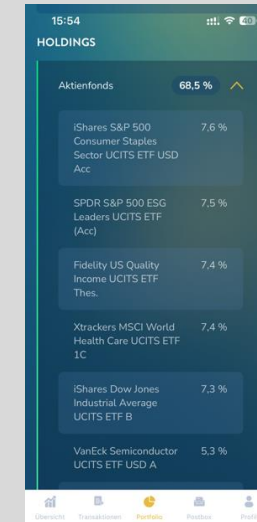 15:54
40
HOLDINGS
Aktienfonds 68,5 %
iShares S&P 500 7,6 %
Consumer Staples
Sector UCITS ETF USD
Acc
SPDR S&P 500 ESG 7,5 %
Leaders UCITS ETF
(Acc)
Fidelity US Quality 7,4 %
Income UCITS ETF
Thes.
Xtrackers MSCI World 7,4 %
Health Care UCITS ETF
1C
iShares Dow Jones 7,3 %
Industrial Average
UCITS ETF B
VanEck Semiconductor 5,3 %
UCITS ETF USD A
Übersicht Transaktionen Portfolio Postbox Profil